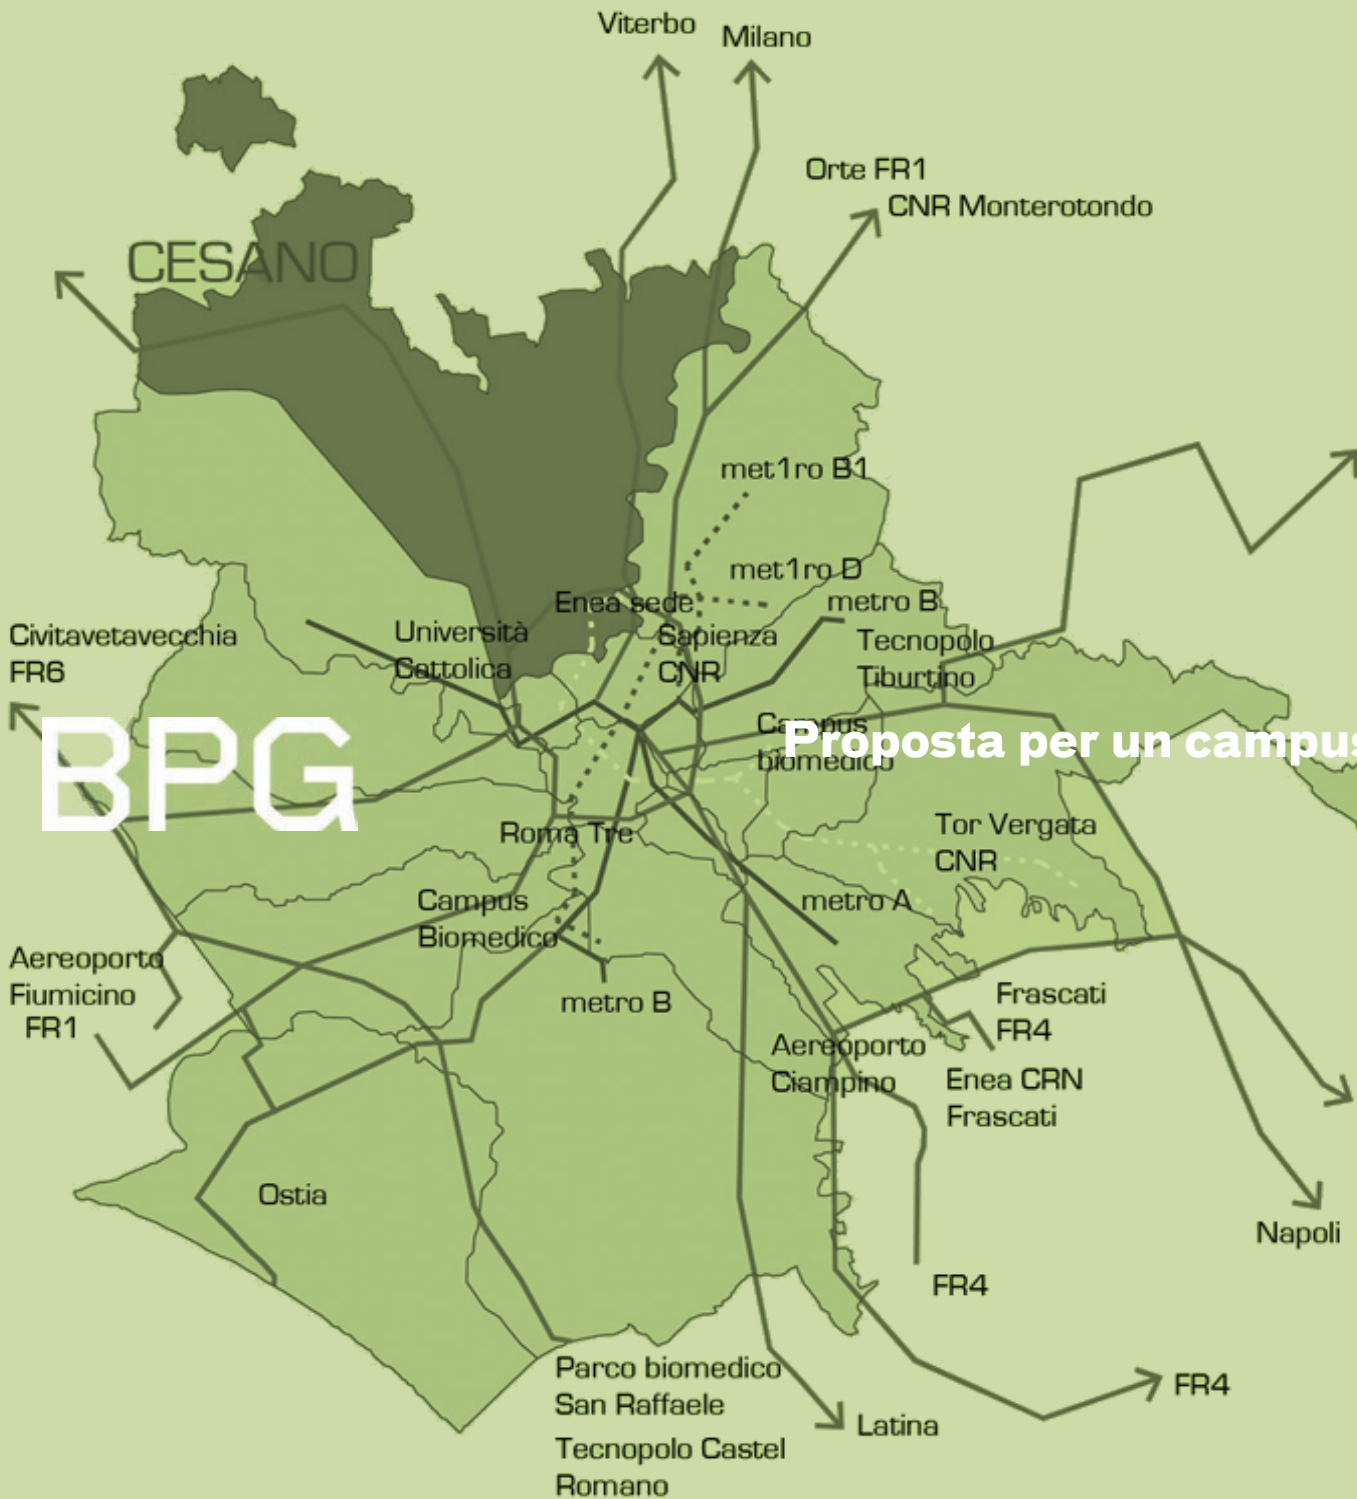 Viterbo
Milano
Orte FR1
CNR Monterotondo
CESANO
met1ro B1
met1ro D
Enea sede
metro B
Civitavetavecchia
FR6
Università
Cattolica
Sapienza
CNR
Tecnopolo
Tiburtino
BPG
Campus
biomedico
Proposta per un campus
Roma Tre
Tor Vergata
CNR
Campus
Biomedico
metro A
Aereoporto
Fiumicino
FR1
metro B
Frascati
FR4
Aereoporto
Ciampino
Enea CRN
Frascati
Ostia
Napoli
FR4
Parco biomedico
San Raffaele
FR4
Latina
Tecnopolo Castel
Romano